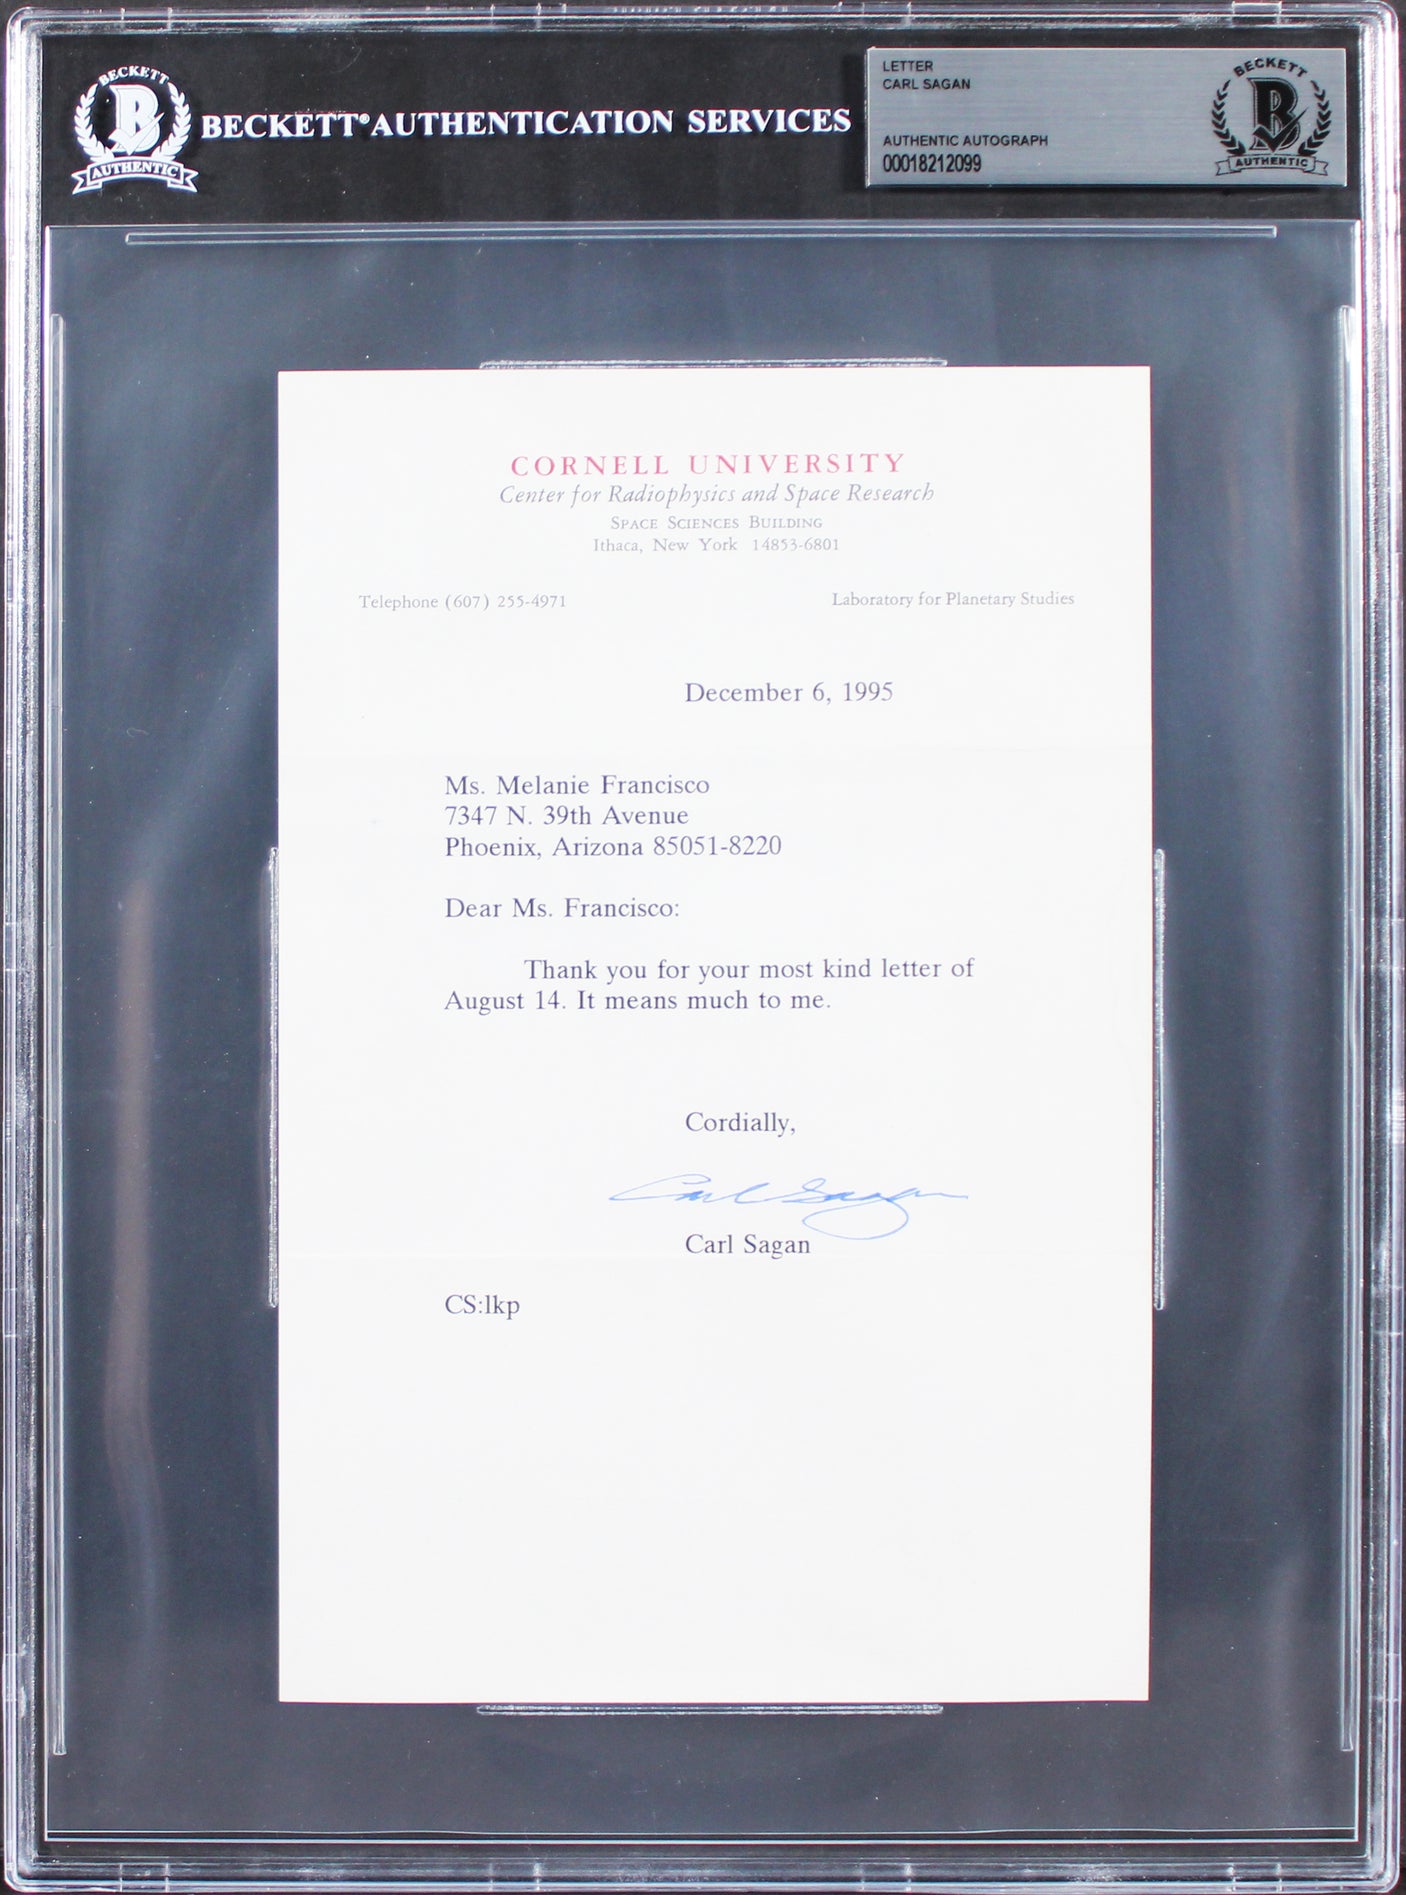 BECKETT
B
AUTHENTIC
BECKETT® AUTHENTICATION SERVICES
LETTER
CARL SAGAN
AUTHENTIC AUTOGRAPH
00018212099
BECKETT
B
AUTHENTIC
CORNELL UNIVERSITY
Center for Radiophysics and Space Research
SPACE SCIENCES BUILDING
Ithaca, New York 14853-6801
Telephone (607) 255-4971
Laboratory for Planetary Studies
December 6, 1995
Ms. Melanie Francisco
7347 N. 39th Avenue
Phoenix, Arizona 85051-8220
Dear Ms. Francisco:
Thank you for your most kind letter of
August 14. It means much to me.
Cordially,
Carl Sagan
Carl Sagan
CS:lkp